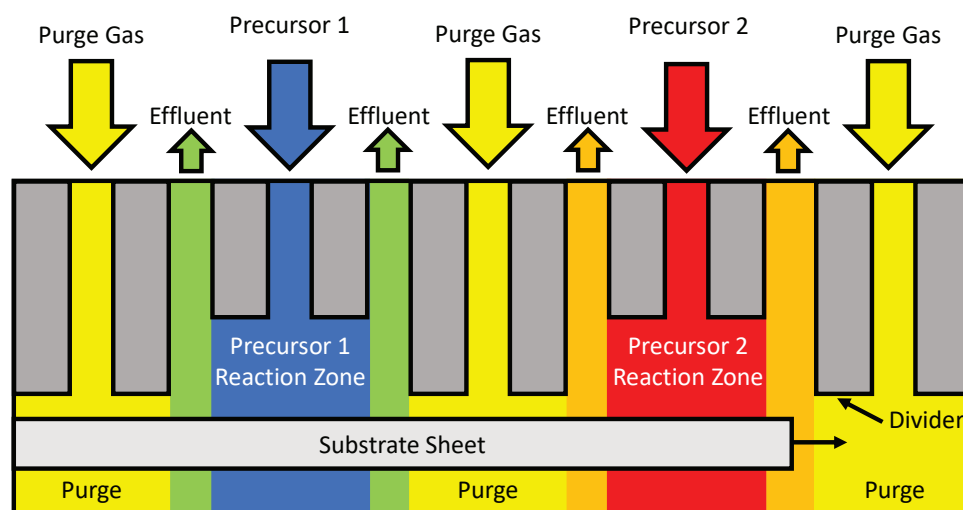 Purge Gas
Precursor 1
Purge Gas
Precursor 2
Purge Gas
Effluent
Effluent
Effluent
Effluent
Precursor 1
Reaction Zone
Precursor 2
Reaction Zone
Divider
Substrate Sheet
Purge
Purge
Purge